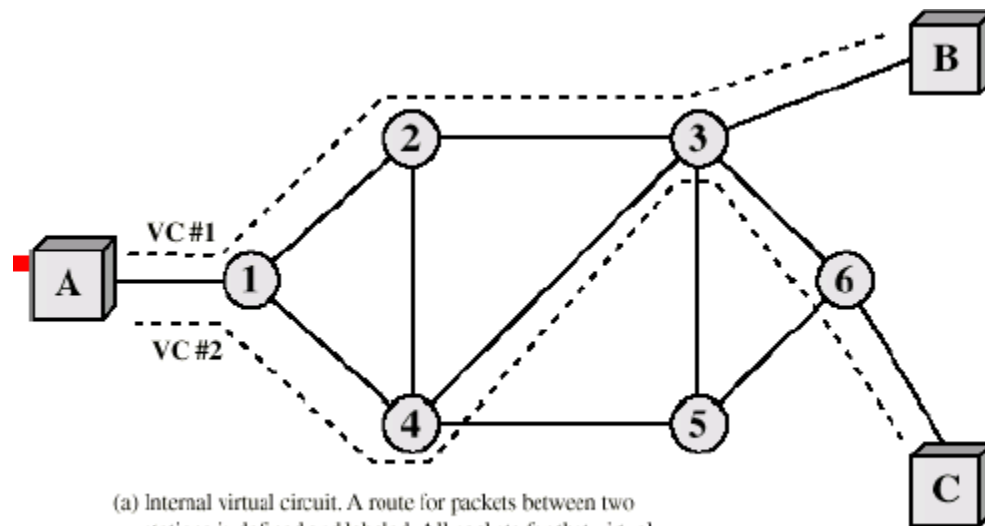 B
2
3
VC #1
A
1
6
VC #2
4
5
C
(a) Internal virtual circuit. A route for packets between two